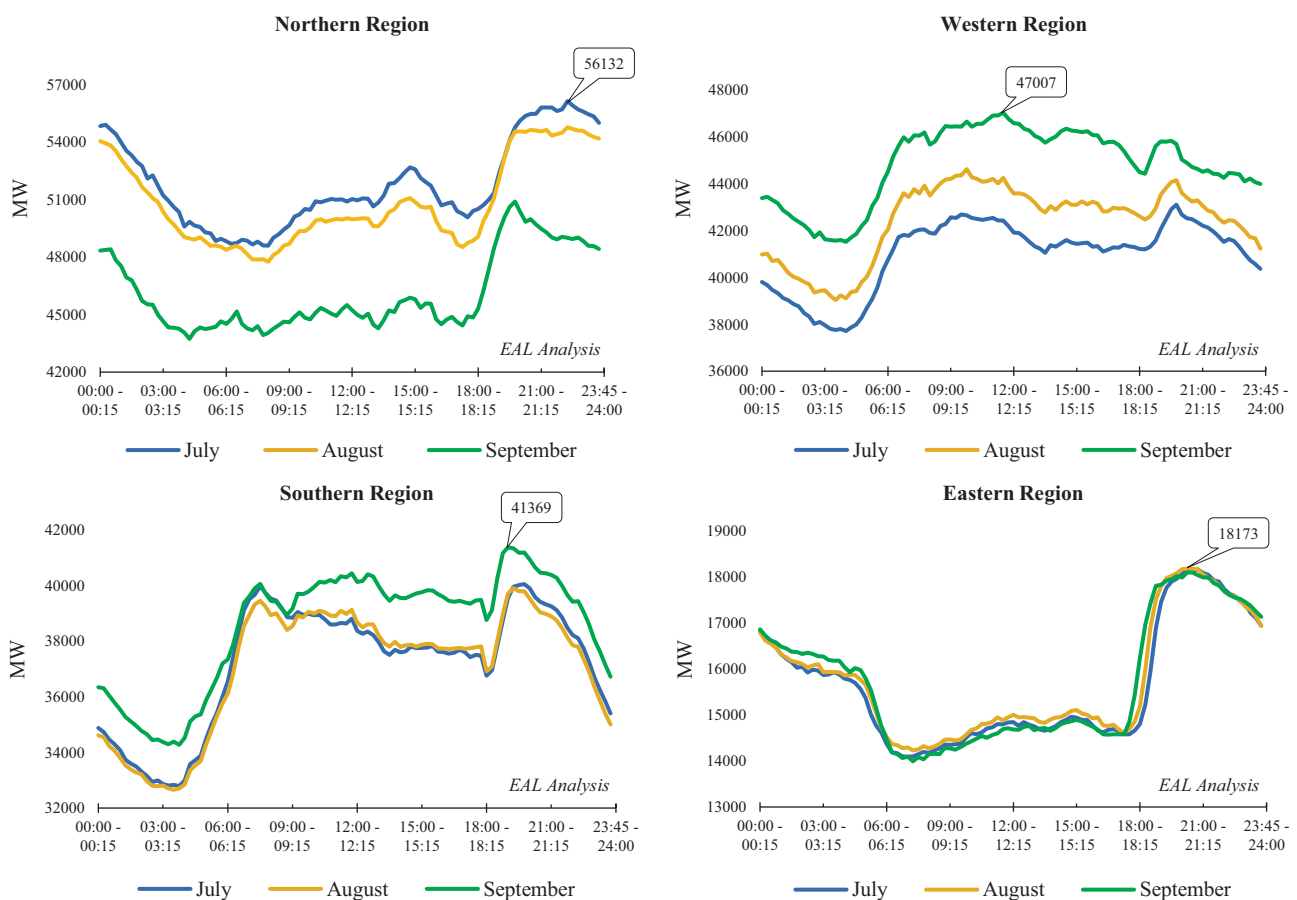 Northern Region
56132
57000
54000
51000
48000
45000
42000
MW
EAL Analysis
00:00 - 03:00 - 06:00 - 09:00 - 12:00 - 15:00 - 18:00 - 21:00 - 23:45 -
00:15 03:15 06:15 09:15 12:15 15:15 18:15 21:15 24:00
July August September
Western Region
47007
48000
46000
44000
42000
40000
38000
36000
MW
EAL Analysis
00:00 - 03:00 - 06:00 - 09:00 - 12:00 - 15:00 - 18:00 - 21:00 - 23:45 -
00:15 03:15 06:15 09:15 12:15 15:15 18:15 21:15 24:00
July August September
Southern Region
41369
42000
40000
38000
36000
34000
32000
MW
EAL Analysis
00:00 - 03:00 - 06:00 - 09:00 - 12:00 - 15:00 - 18:00 - 21:00 - 23:45 -
00:15 03:15 06:15 09:15 12:15 15:15 18:15 21:15 24:00
July August September
Eastern Region
18173
19000
18000
17000
16000
15000
14000
13000
MW
EAL Analysis
00:00 - 03:00 - 06:00 - 09:00 - 12:00 - 15:00 - 18:00 - 21:00 - 23:45 -
00:15 03:15 06:15 09:15 12:15 15:15 18:15 21:15 24:00
July August September